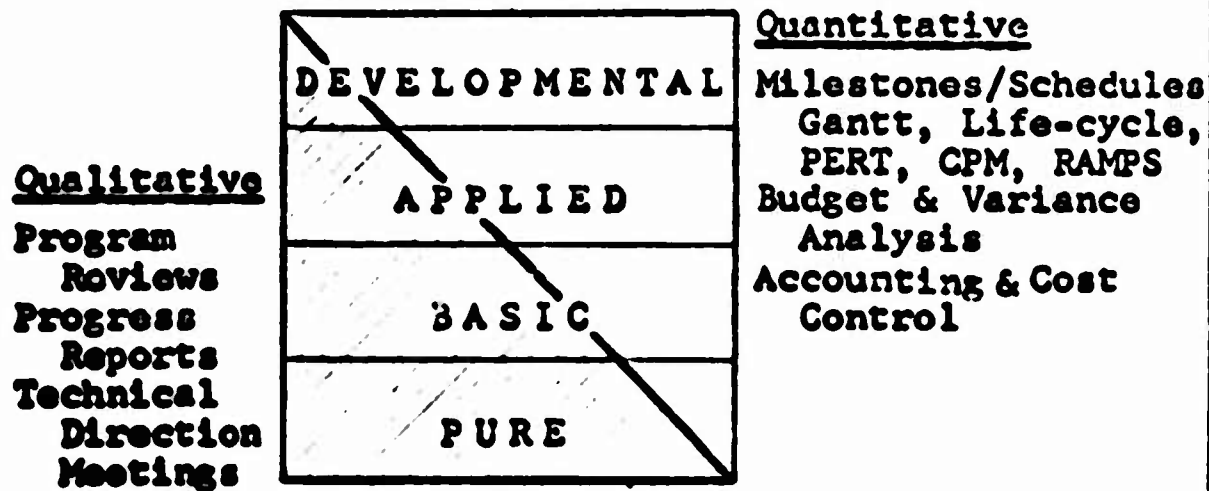 Qualitative
Program
Reviews
Progress
Reports
Technical
Direction
Meetings
DEVELOPMENTAL
APPLIED
BASIC
PURE
Quantitative
Milestones/Schedules
Gantt, Life-cycle,
PERT, CPM, RAMPS
Budget & Variance
Analysis
Accounting & Cost
Control